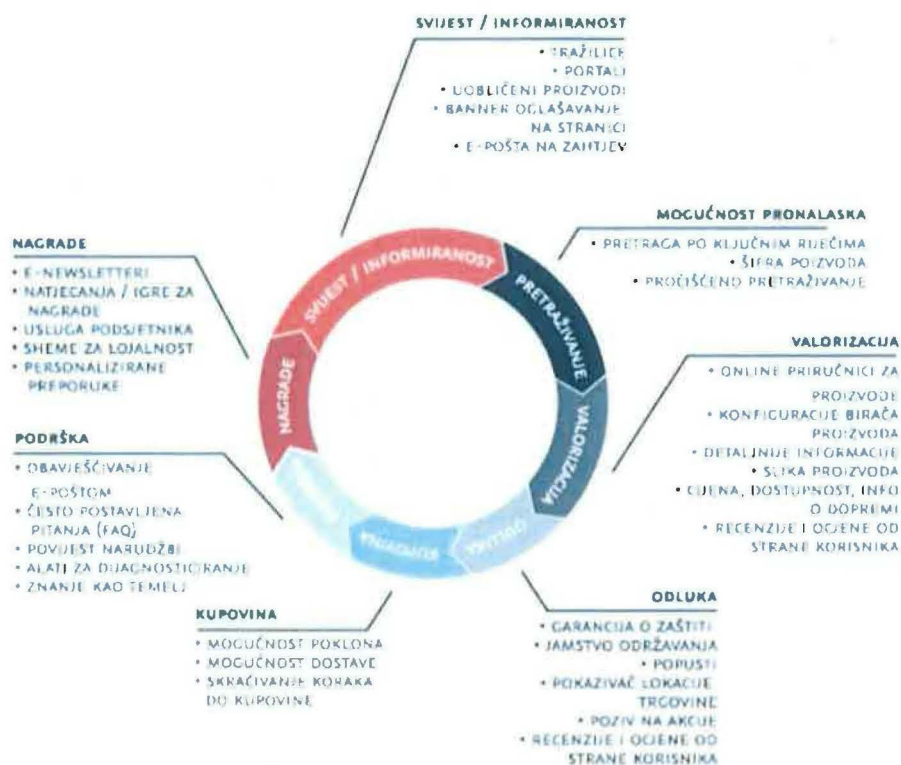 SVIJEST / INFORMIRANOST
• TRAŽILICE
• PORTALI
• UOBLIČENI PROIZVODI
• BANNER OGLAŠAVANJE
NA STRANICI
• E-POŠTA NA ZAHTJEV
MOGUĆNOST PRONALASKA
• PRETRAGA PO KLJUČNIM RIJEČIMA
• ŠIFRA POIZVODA
• PROČIŠĆENO PRETRAŽIVANJE
VALORIZACIJA
• ONLINE PRIRUČNICI ZA
PROIZVODE
• KONFIGURACIJE BIRAČA
PROIZVODA
• DETALJNIJE INFORMACIJE
• SLIKA PROIZVODA
• CIJENA, DOSTUPNOST, INFO
O DOPREMI
• RECENZIJE I OCJENE OD
STRANE KORISNIKA
ODLUKA
• GARANCIJA O ZAŠTITI
• JAMSTVO ODRŽAVANJA
• POPUSTI
• POKAZIVAČ LOKACIJE
TRGOVINE
• POZIV NA AKCIJE
• RECENZIJE I OCJENE OD
STRANE KORISNIKA
KUPOVINA
• MOGUĆNOST POKLONA
• MOGUĆNOST DOSTAVE
• SKRAĆIVANJE KORAKA
DO KUPOVINE
PODRŠKA
• OBAVJEŠĆIVANJE
E-POŠTOM
• ČESTO POSTAVLJENA
PITANJA (FAQ)
• POVIJEST NARUDŽBI
• ALATI ZA DIJAGNOSTICIRANJE
• ZNANJE KAO TEMELJ
NAGRADE
• E-NEWSLETTERI
• NATJECANJA / IGRE ZA
NAGRADE
• USLUGA PODSJETNIKA
• SHEME ZA LOJALNOST
• PERSONALIZIRANE
PREPORUKE
SVIJEST / INFORMIRANOST
PRETRAŽIVANJE
VALORIZACIJA
ODLUKA
KUPOVINA
NAGRADE